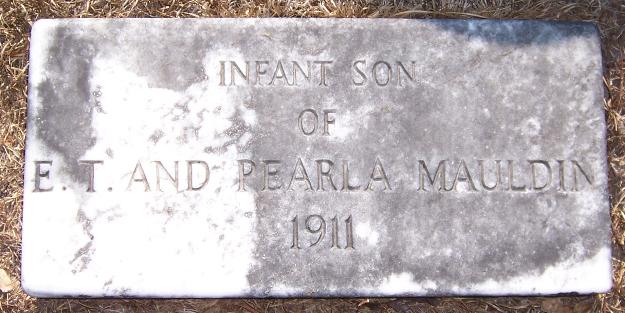 INFANT SON
OF
E. T. AND PEARLA MAULDIN
1911